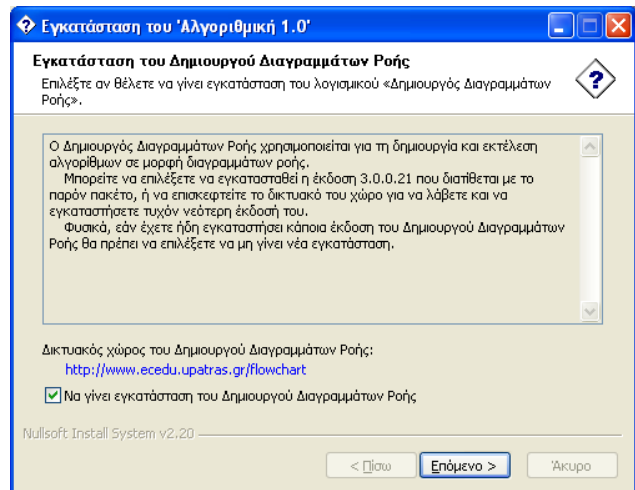 Εγκατάσταση του 'Αλγοριθμική 1.0'
Εγκατάσταση του Δημιουργού Διαγραμμάτων Ροής
Επιλέξτε αν θέλετε να γίνει εγκατάσταση του λογισμικού «Δημιουργός Διαγραμμάτων
Ροής».
Ο Δημιουργός Διαγραμμάτων Ροής χρησιμοποιείται για τη δημιουργία και εκτέλεση
αλγορίθμων σε μορφή διαγραμμάτων ροής.
Μπορείτε να επιλέξετε να εγκατασταθεί η έκδοση 3.0.0.21 που διατίθεται με το
παρόν πακέτο, ή να επισκεφτείτε το δικτυακό του χώρο για να λάβετε και να
εγκαταστήσετε τυχόν νεότερη έκδοσή του.
Φυσικά, εάν έχετε ήδη εγκαταστήσει κάποια έκδοση του Δημιουργού Διαγραμμάτων
Ροής θα πρέπει να επιλέξετε να μη γίνει νέα εγκατάσταση.
Δικτυακός χώρος του Δημιουργού Διαγραμμάτων Ροής:
http://www.ecedu.upatras.gr/flowchart
Να γίνει εγκατάσταση του Δημιουργού Διαγραμμάτων Ροής
Nullsoft Install System v2.20
< Πίσω
Επόμενο >
Άκυρο